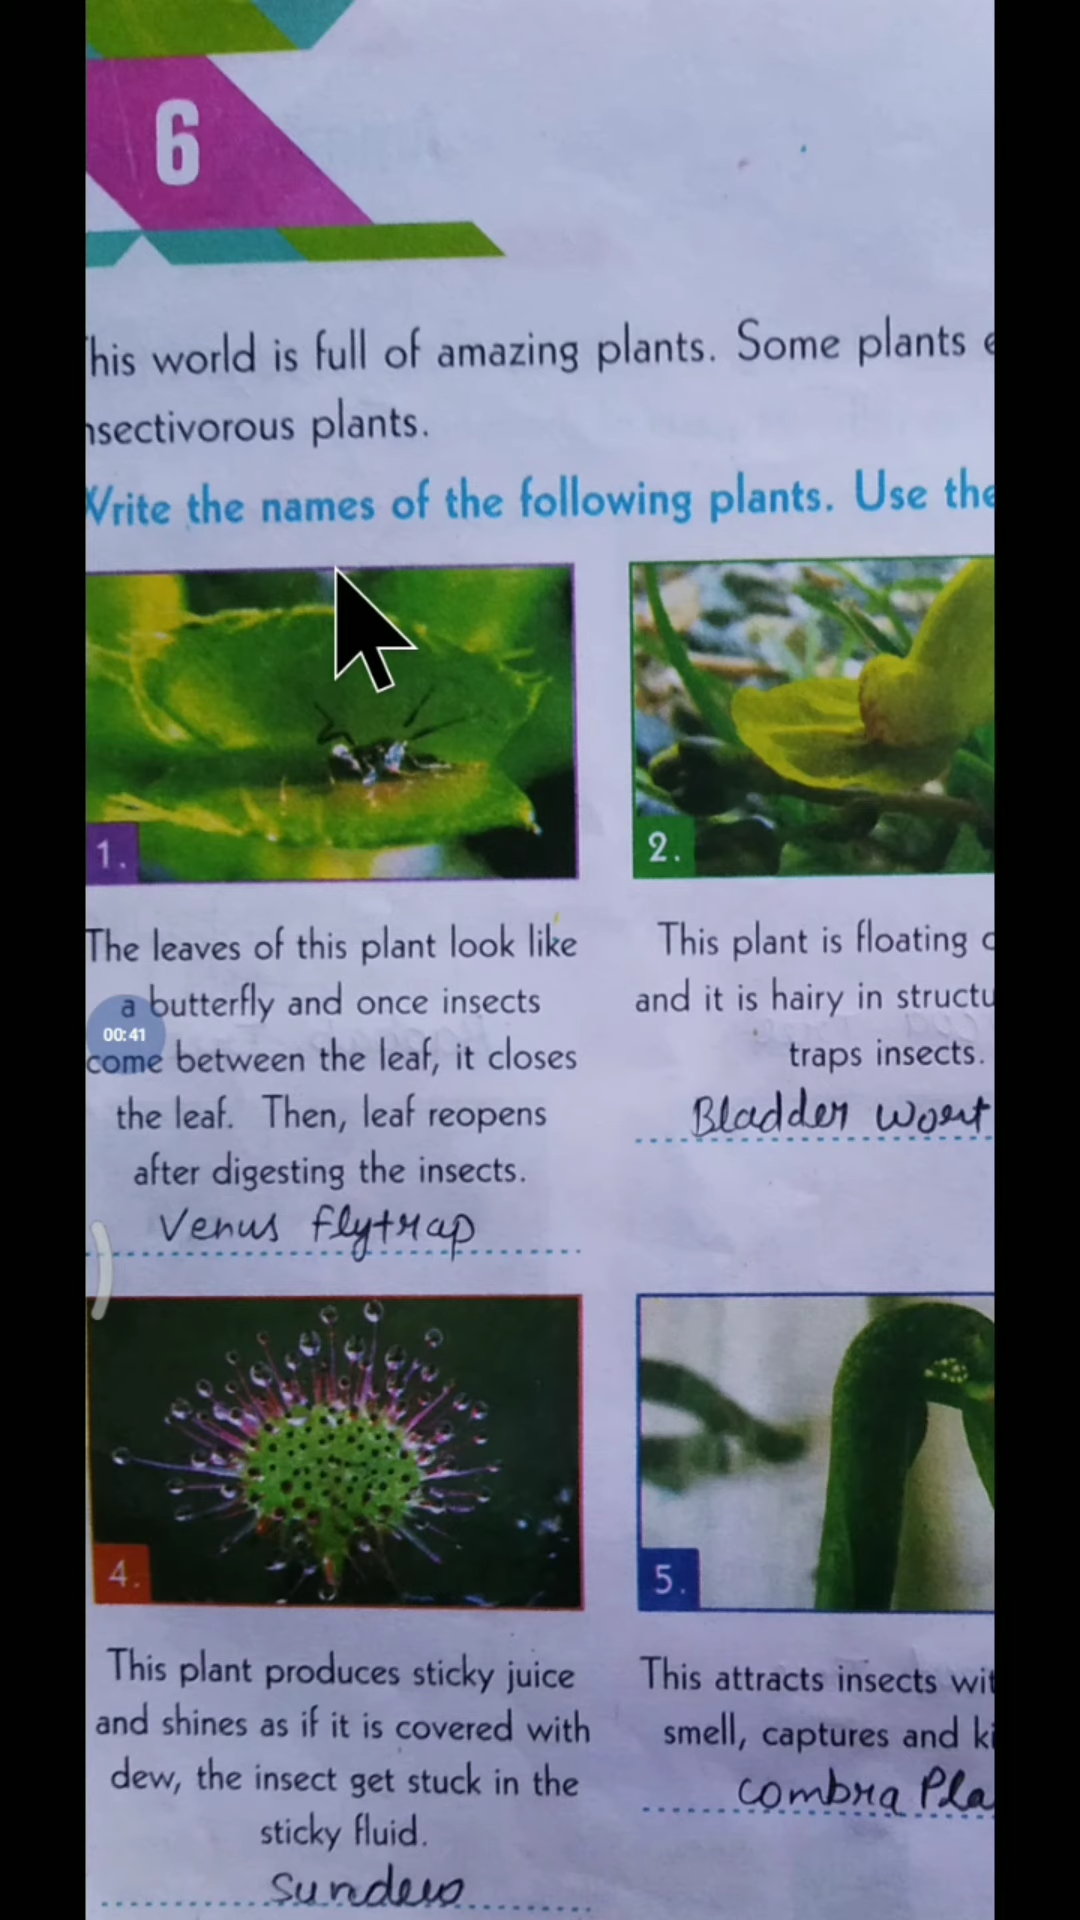 6
his world is full of amazing plants. Some plants e
nsectivorous plants.
Write the names of the following plants. Use the
1.
2.
The leaves of this plant look like
a butterfly and once insects
come between the leaf, it closes
the leaf. Then, leaf reopens
after digesting the insects.
Venus flytrap
This plant is floating o
and it is hairy in structu
traps insects.
Bladder wort
00:41
4.
5.
This plant produces sticky juice
and shines as if it is covered with
dew, the insect get stuck in the
sticky fluid.
Sundew
This attracts insects wit
smell, captures and ki
combra Pla